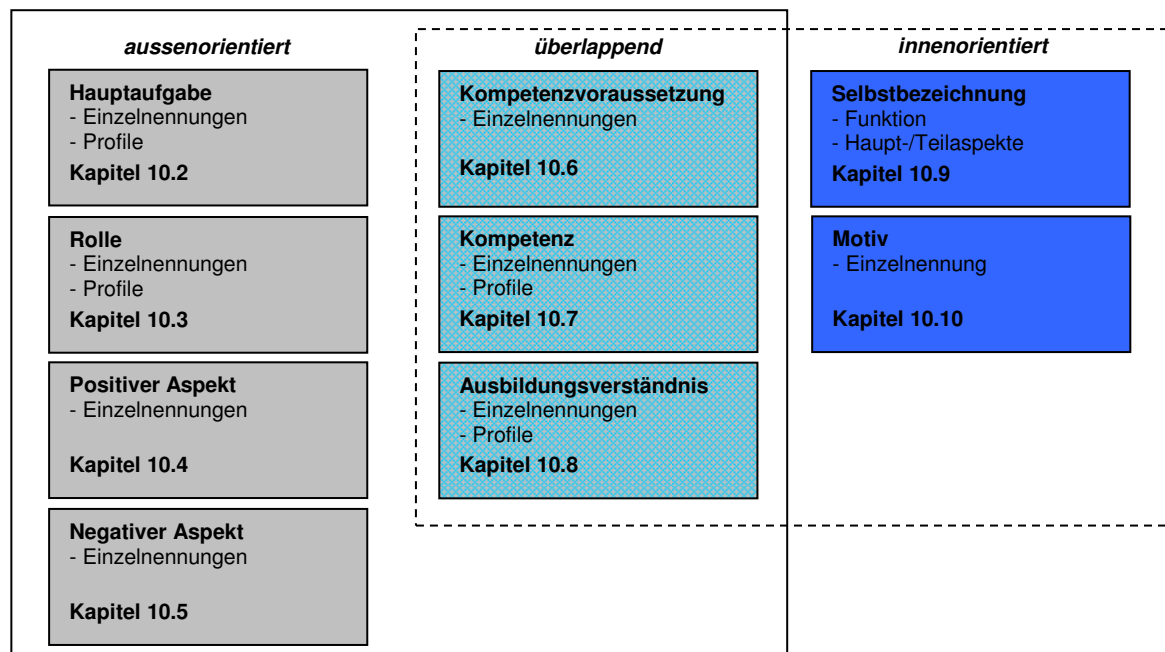 aussenorientiert
Hauptaufgabe
- Einzelnennungen
- Profile
Kapitel 10.2
Rolle
- Einzelnennungen
- Profile
Kapitel 10.3
Positiver Aspekt
- Einzelnennungen
Kapitel 10.4
Negativer Aspekt
- Einzelnennungen
Kapitel 10.5
überlappend
Kompetenzvoraussetzung
- Einzelnennungen
Kapitel 10.6
Kompetenz
- Einzelnennungen
- Profile
Kapitel 10.7
Ausbildungsverständnis
- Einzelnennungen
- Profile
Kapitel 10.8
innenorientiert
Selbstbezeichnung
- Funktion
- Haupt-/Teilaspekte
Kapitel 10.9
Motiv
- Einzelnennung
Kapitel 10.10